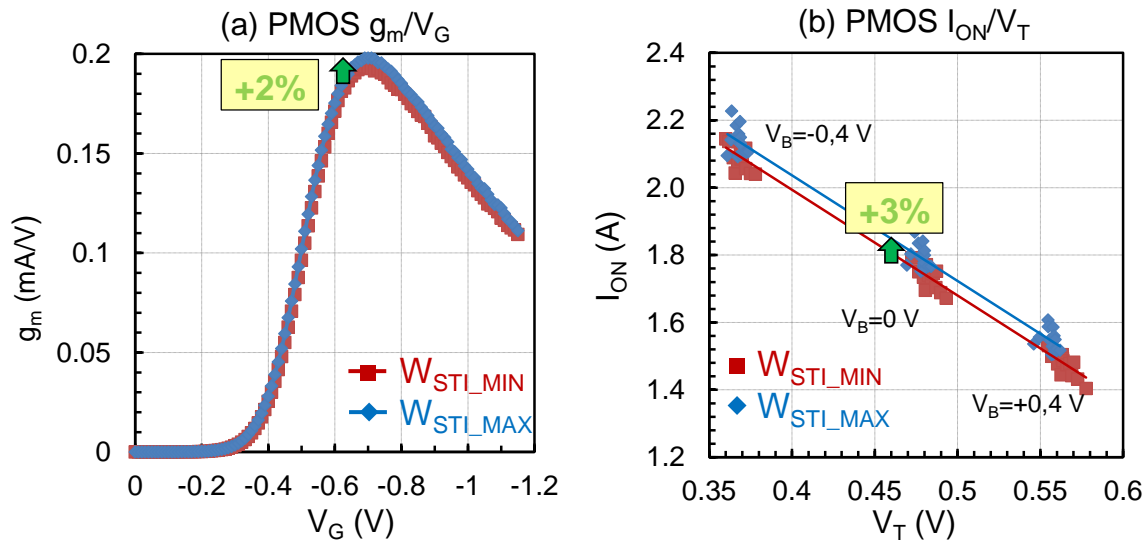 (a) PMOS gm/VG
0.2
0.15
0.1
0.05
0
gm (mA/V)
+2%
WSTI_MIN
WSTI_MAX
0 -0.2 -0.4 -0.6 -0.8 -1 -1.2
VG (V)
(b) PMOS ION/VT
2.4
2.2
2.0
1.8
1.6
1.4
1.2
ION (A)
VB=-0,4 V
+3%
VB=0 V
VB=+0,4 V
WSTI_MIN
WSTI_MAX
0.35 0.4 0.45 0.5 0.55 0.6
VT (V)